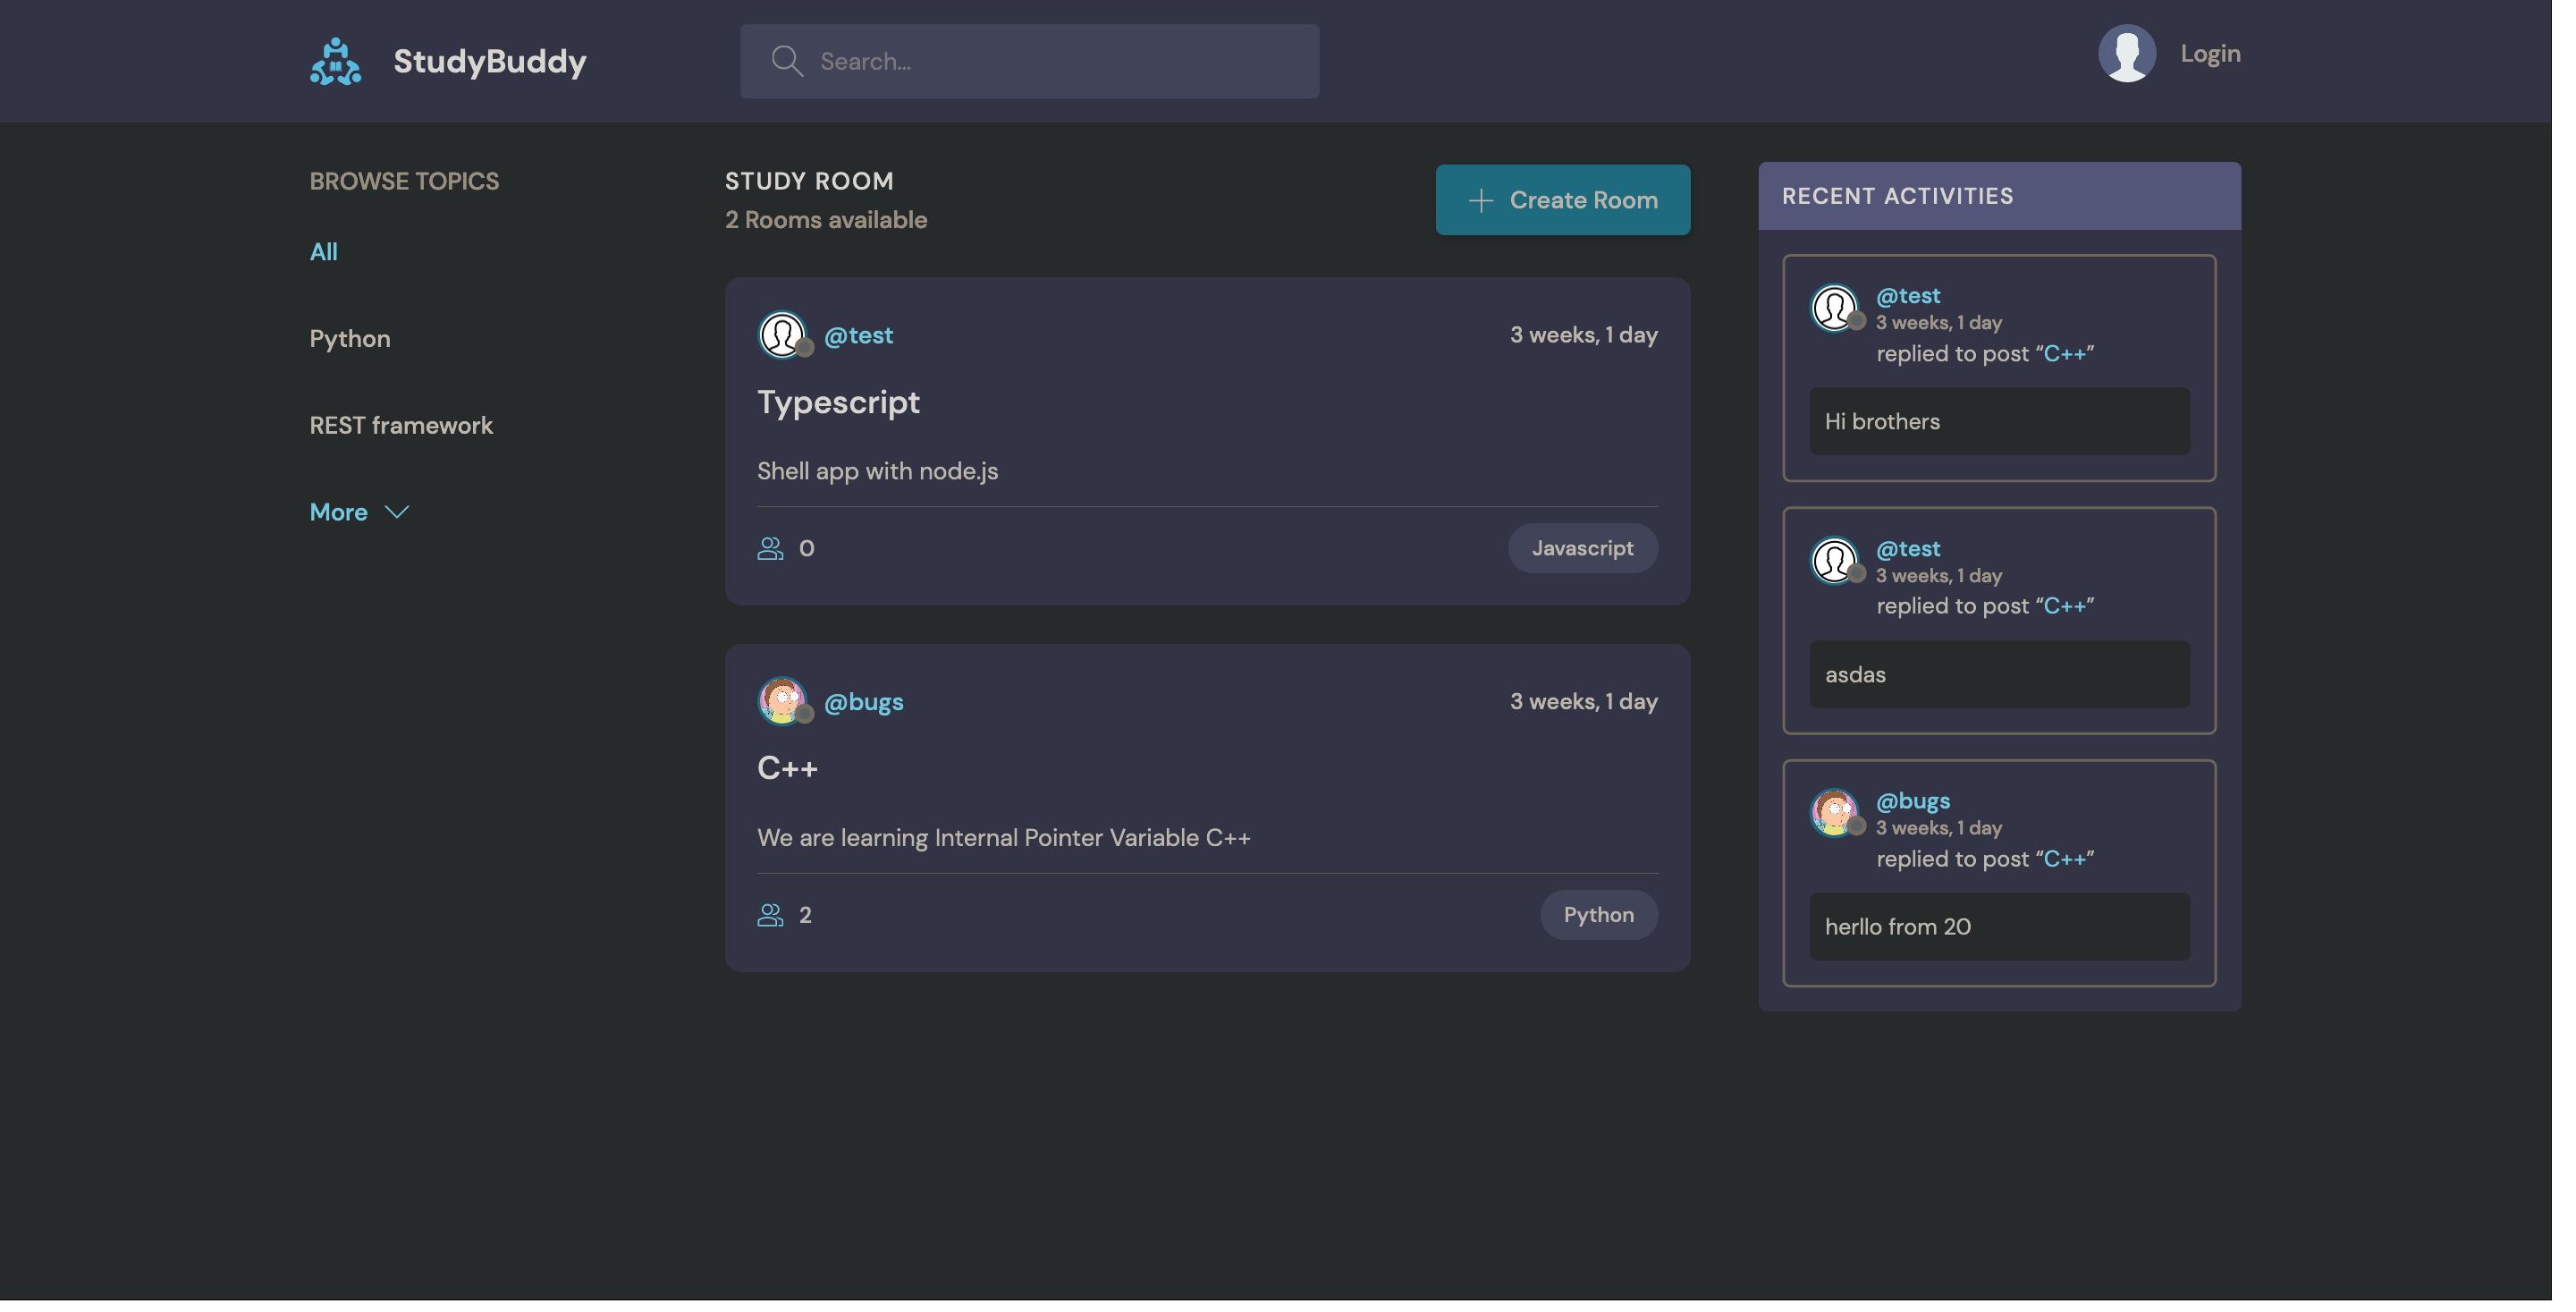 StudyBuddy
Search...
Login
BROWSE TOPICS
All
Python
REST framework
More
STUDY ROOM
2 Rooms available
Create Room
@test
3 weeks, 1 day
Typescript
Shell app with node.js
0
Javascript
@bugs
3 weeks, 1 day
C++
We are learning Internal Pointer Variable C++
2
Python
RECENT ACTIVITIES
@test
3 weeks, 1 day
replied to post “C++”
Hi brothers
@test
3 weeks, 1 day
replied to post “C++”
asdas
@bugs
3 weeks, 1 day
replied to post “C++”
herllo from 20